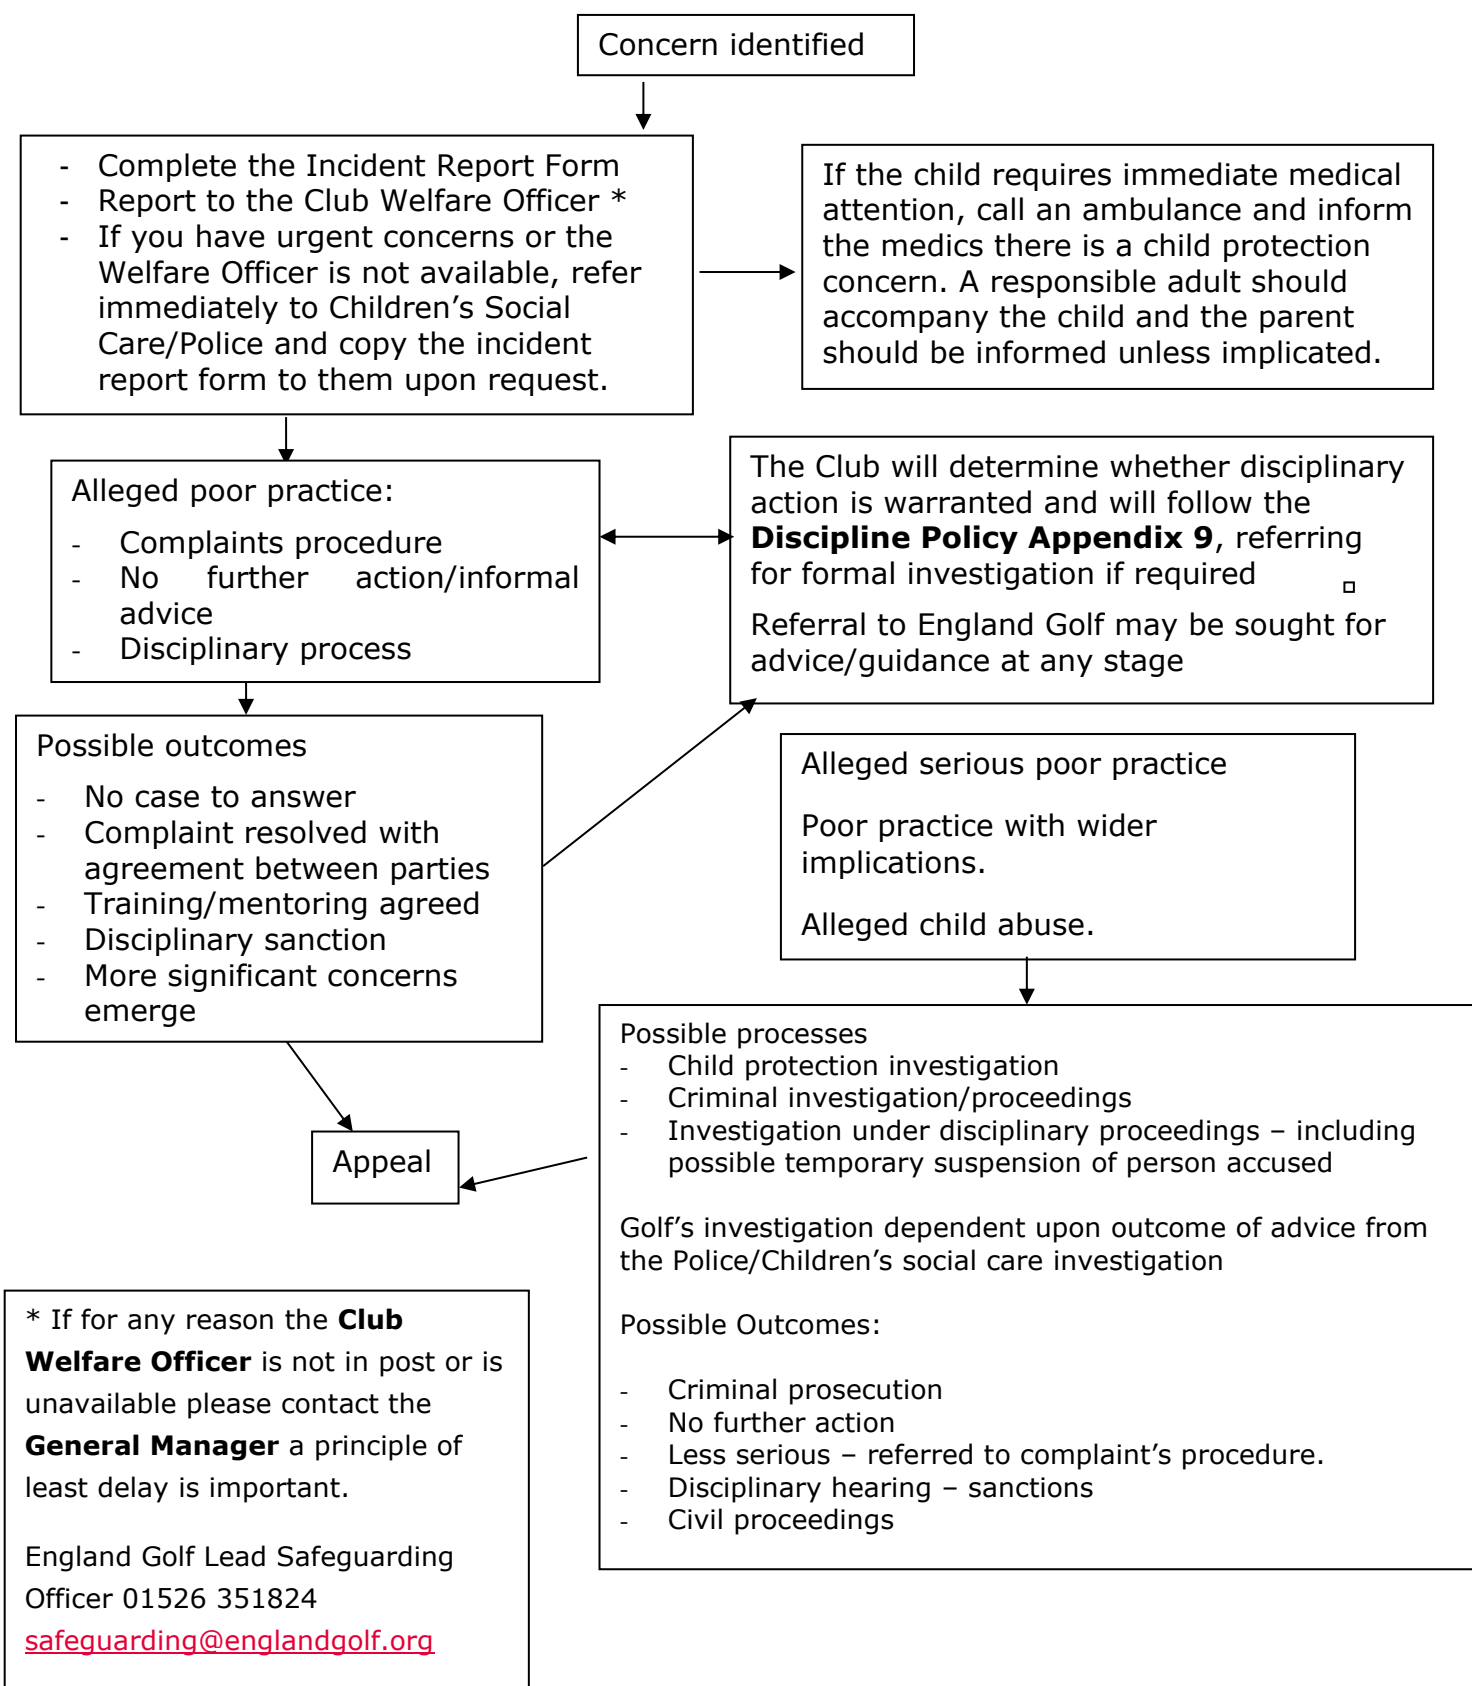 Concern identified
- Complete the Incident Report Form
- Report to the Club Welfare Officer *
- If you have urgent concerns or the
Welfare Officer is not available, refer
immediately to Children’s Social
Care/Police and copy the incident
report form to them upon request.
If the child requires immediate medical
attention, call an ambulance and inform
the medics there is a child protection
concern. A responsible adult should
accompany the child and the parent
should be informed unless implicated.
Alleged poor practice:
- Complaints procedure
- No further action/informal
advice
- Disciplinary process
The Club will determine whether disciplinary
action is warranted and will follow the
Discipline Policy Appendix 9, referring
for formal investigation if required
Referral to England Golf may be sought for
advice/guidance at any stage
Possible outcomes
- No case to answer
- Complaint resolved with
agreement between parties
- Training/mentoring agreed
- Disciplinary sanction
- More significant concerns
emerge
Alleged serious poor practice
Poor practice with wider
implications.
Alleged child abuse.
Possible processes
- Child protection investigation
- Criminal investigation/proceedings
- Investigation under disciplinary proceedings – including
possible temporary suspension of person accused
Golf’s investigation dependent upon outcome of advice from
the Police/Children’s social care investigation
Possible Outcomes:
- Criminal prosecution
- No further action
- Less serious – referred to complaint’s procedure.
- Disciplinary hearing – sanctions
- Civil proceedings
Appeal
* If for any reason the Club
Welfare Officer is not in post or is
unavailable please contact the
General Manager a principle of
least delay is important.
England Golf Lead Safeguarding
Officer 01526 351824
safeguarding@englandgolf.org